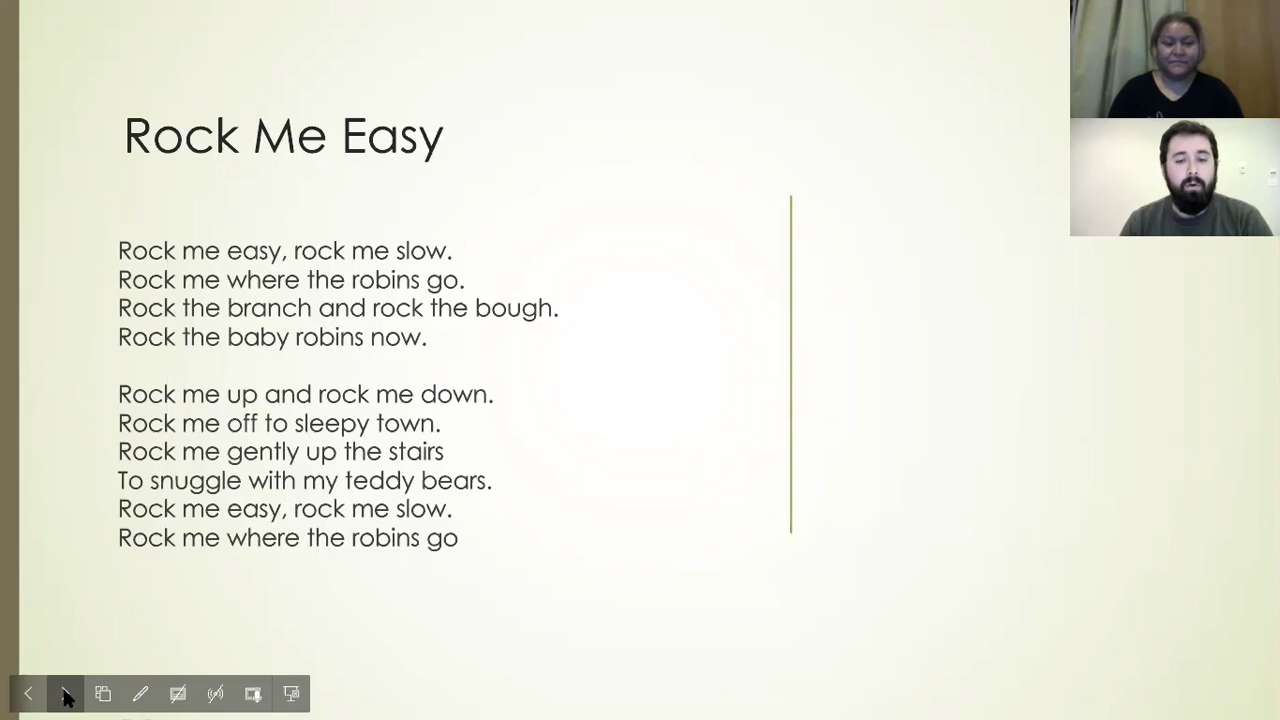 Rock Me Easy
Rock me easy, rock me slow.
Rock me where the robins go.
Rock the branch and rock the bough.
Rock the baby robins now.
Rock me up and rock me down.
Rock me off to sleepy town.
Rock me gently up the stairs
To snuggle with my teddy bears.
Rock me easy, rock me slow.
Rock me where the robins go